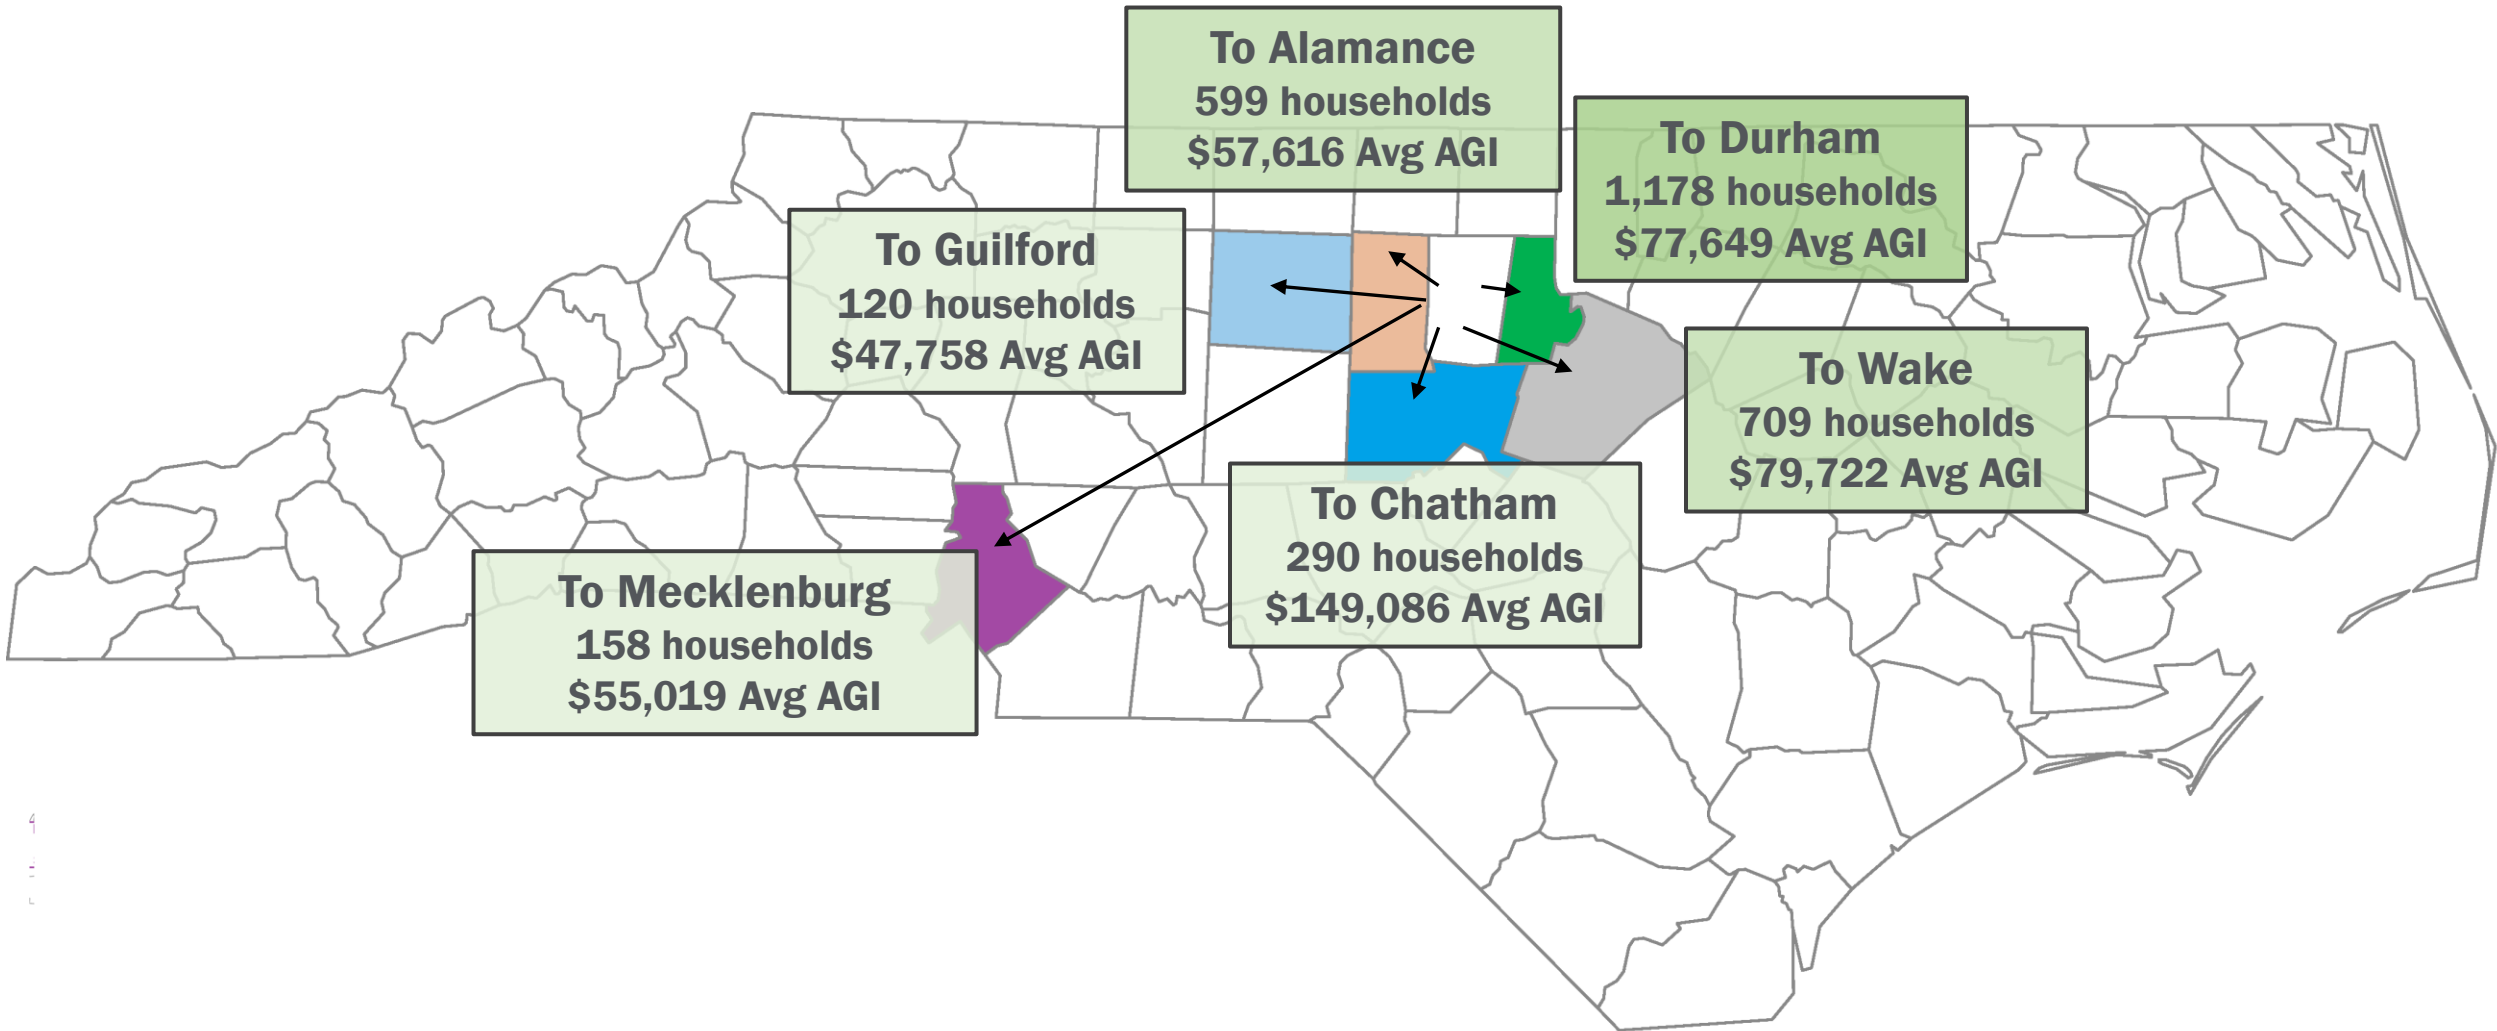 To Alamance
599 households
$57,616 Avg AGI
To Durham
1,178 households
$77,649 Avg AGI
To Guilford
120 households
$47,758 Avg AGI
To Wake
709 households
$79,722 Avg AGI
To Chatham
290 households
$149,086 Avg AGI
To Mecklenburg
158 households
$55,019 Avg AGI